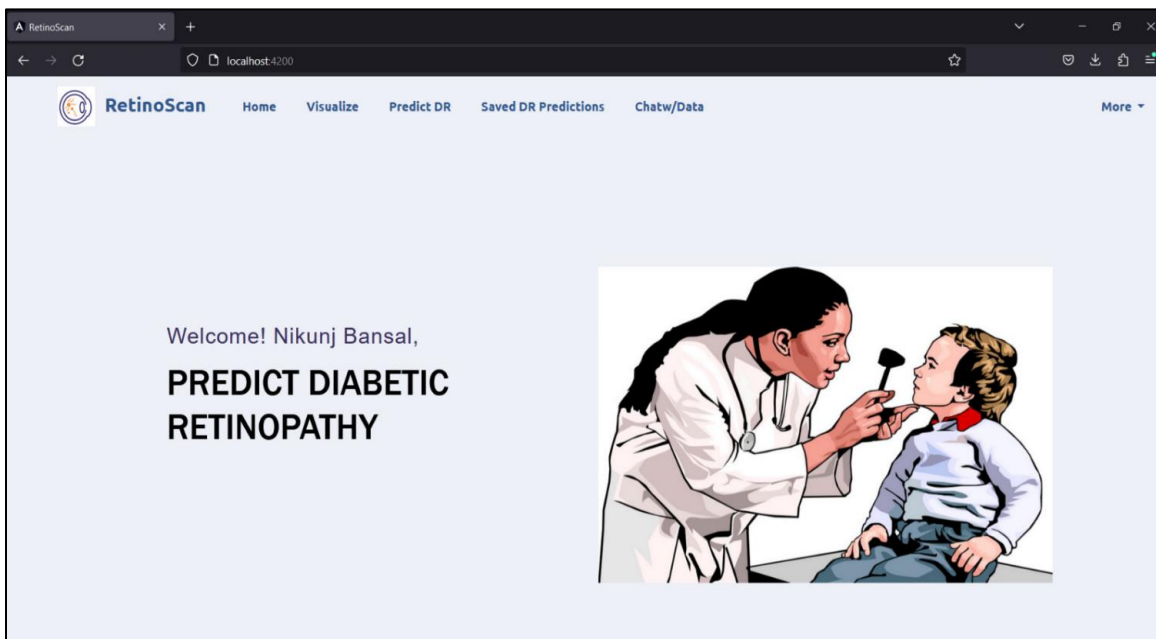 RetinoScan
localhost:4200
RetinoScan Home Visualize Predict DR Saved DR Predictions Chatw/Data More
Welcome! Nikunj Bansal,
PREDICT DIABETIC
RETINOPATHY